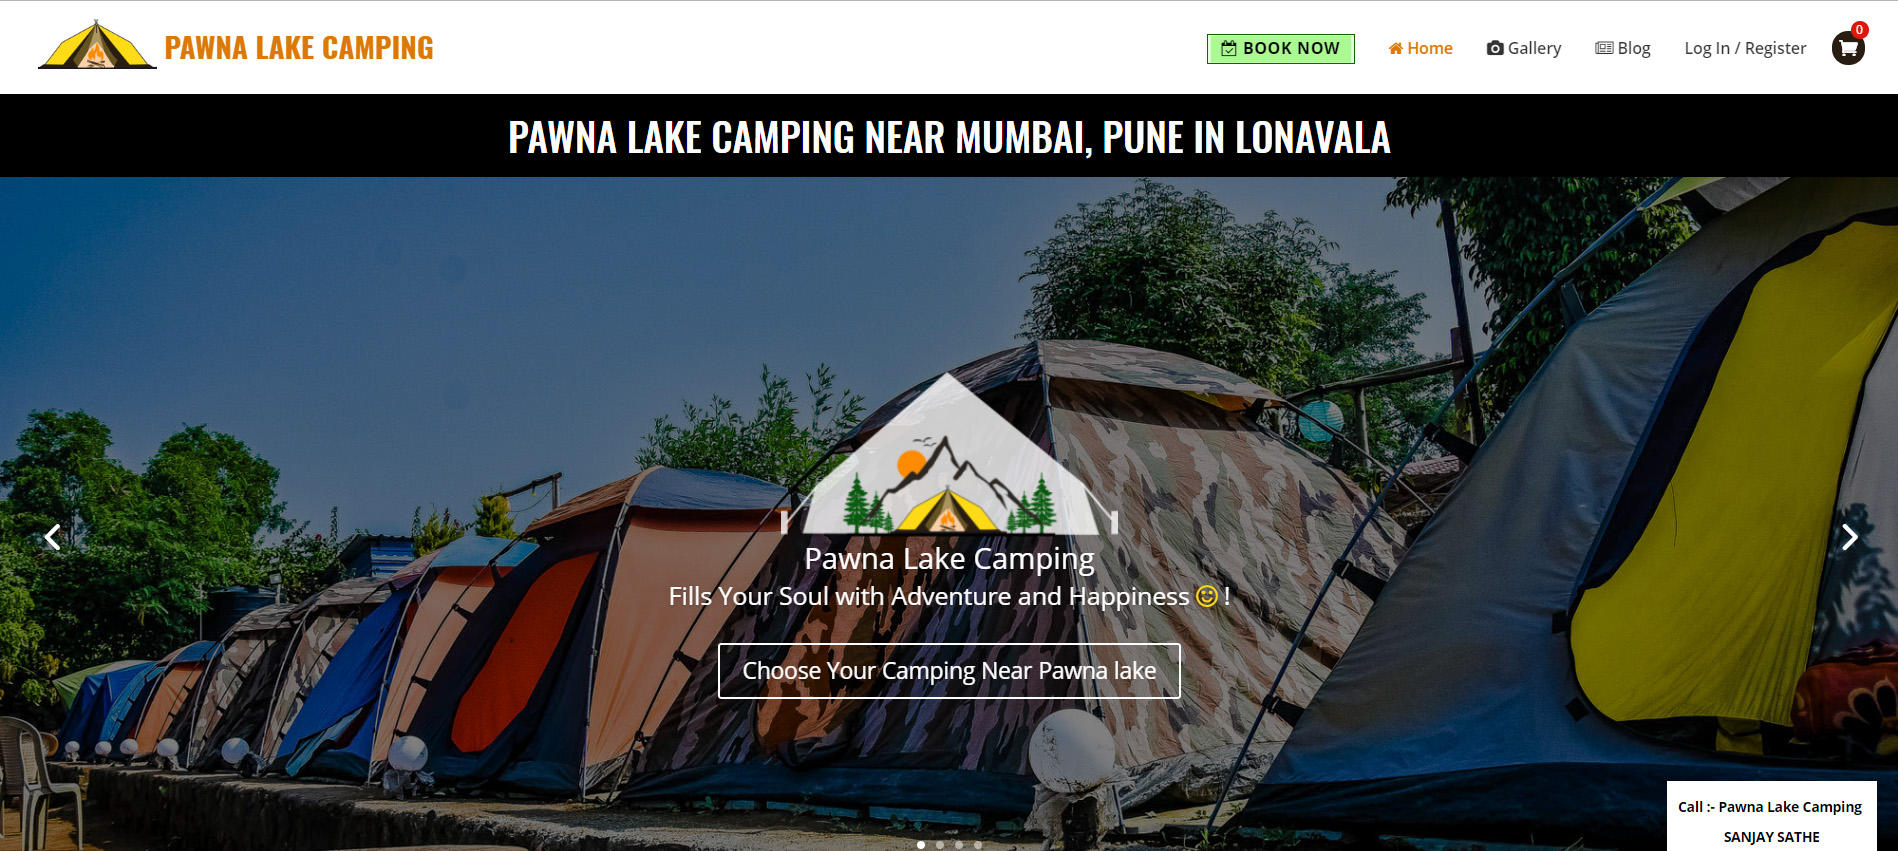 PAWNA LAKE CAMPING
BOOK NOW
Home
Gallery
Blog
Log In / Register
0
PAWNA LAKE CAMPING NEAR MUMBAI, PUNE IN LONAVALA
Pawna Lake Camping
Fills Your Soul with Adventure and Happiness !
Choose Your Camping Near Pawna lake
Call :- Pawna Lake Camping
SANJAY SATHE